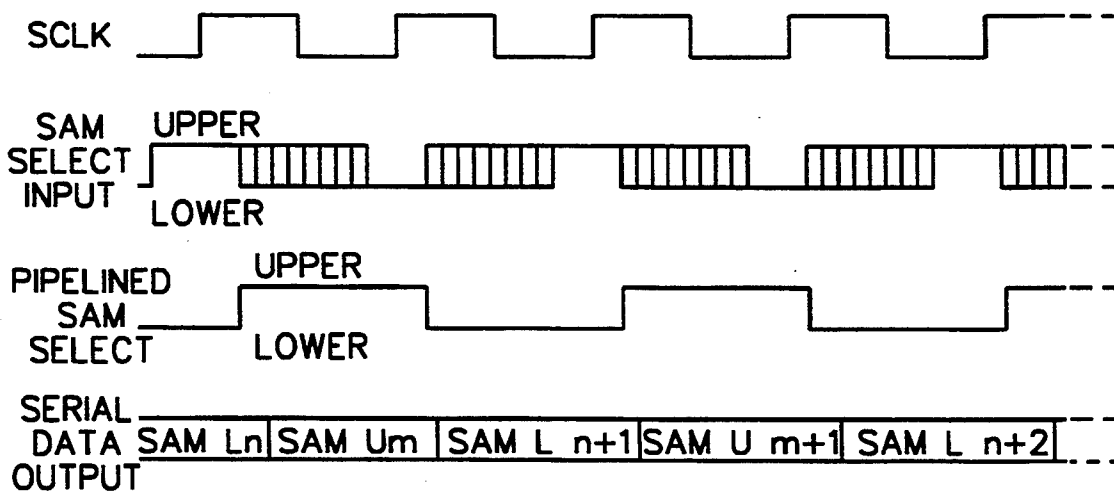 SCLK
SAM
SELECT
INPUT
UPPER
LOWER
PIPELINED
SAM
SELECT
UPPER
LOWER
SERIAL
DATA
OUTPUT
SAM Ln
SAM Um
SAM L n+1
SAM U m+1
SAM L n+2